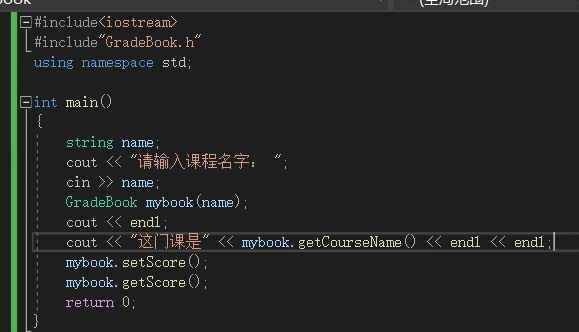 ook
(全局范围)
#include<iostream>
#include"GradeBook.h"
using namespace std;
int main()
{
string name;
cout << "请输入课程名字： ";
cin >> name;
GradeBook mybook(name);
cout << endl;
cout << "这门课是" << mybook.getCourseName() << endl << endl;
mybook.setScore();
mybook.getScore();
return 0;
}